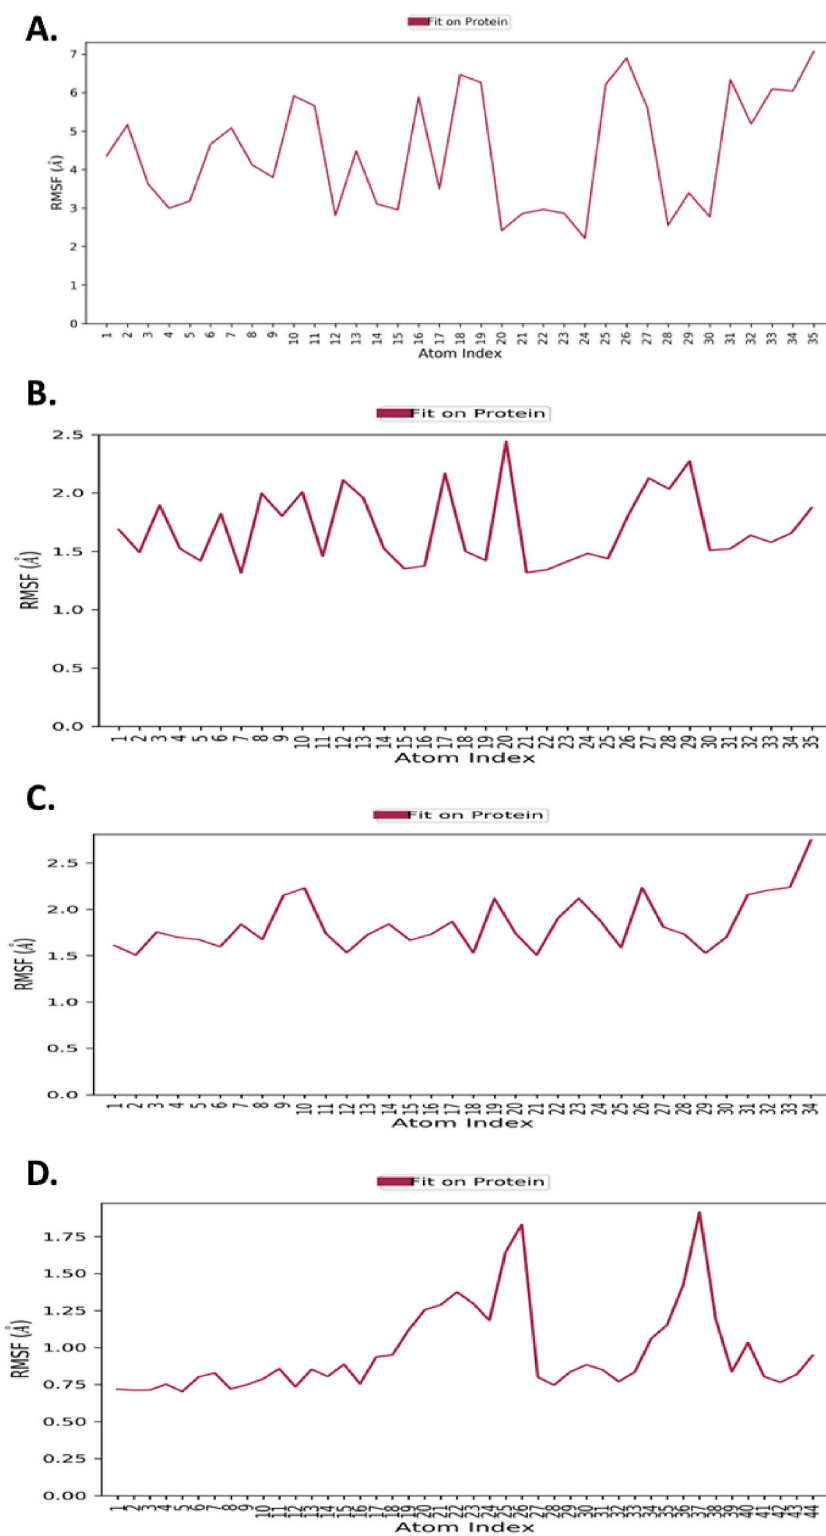 A.
Fit on Protein
7
6
5
4
3
2
1
0
RMSF (Å)
1 2 3 4 5 6 7 8 9 10 11 12 13 14 15 16 17 18 19 20 21 22 23 24 25 26 27 28 29 30 31 32 33 34 35
Atom Index
B.
Fit on Protein
2.5
2.0
1.5
1.0
0.5
0.0
RMSF (Å)
1 2 3 4 5 6 7 8 9 10 11 12 13 14 15 16 17 18 19 20 21 22 23 24 25 26 27 28 29 30 31 32 33 34 35
Atom Index
C.
Fit on Protein
2.5
2.0
1.5
1.0
0.5
0.0
RMSF (Å)
1 2 3 4 5 6 7 8 9 10 11 12 13 14 15 16 17 18 19 20 21 22 23 24 25 26 27 28 29 30 31 32 33 34
Atom Index
D.
Fit on Protein
1.75
1.50
1.25
1.00
0.75
0.50
0.25
0.00
RMSF (Å)
1 2 3 4 5 6 7 8 9 10 11 12 13 14 15 16 17 18 19 20 21 22 23 24 25 26 27 28 29 30 31 32 33 34 35 36 37 38 39 40 41 42 43 44
Atom Index